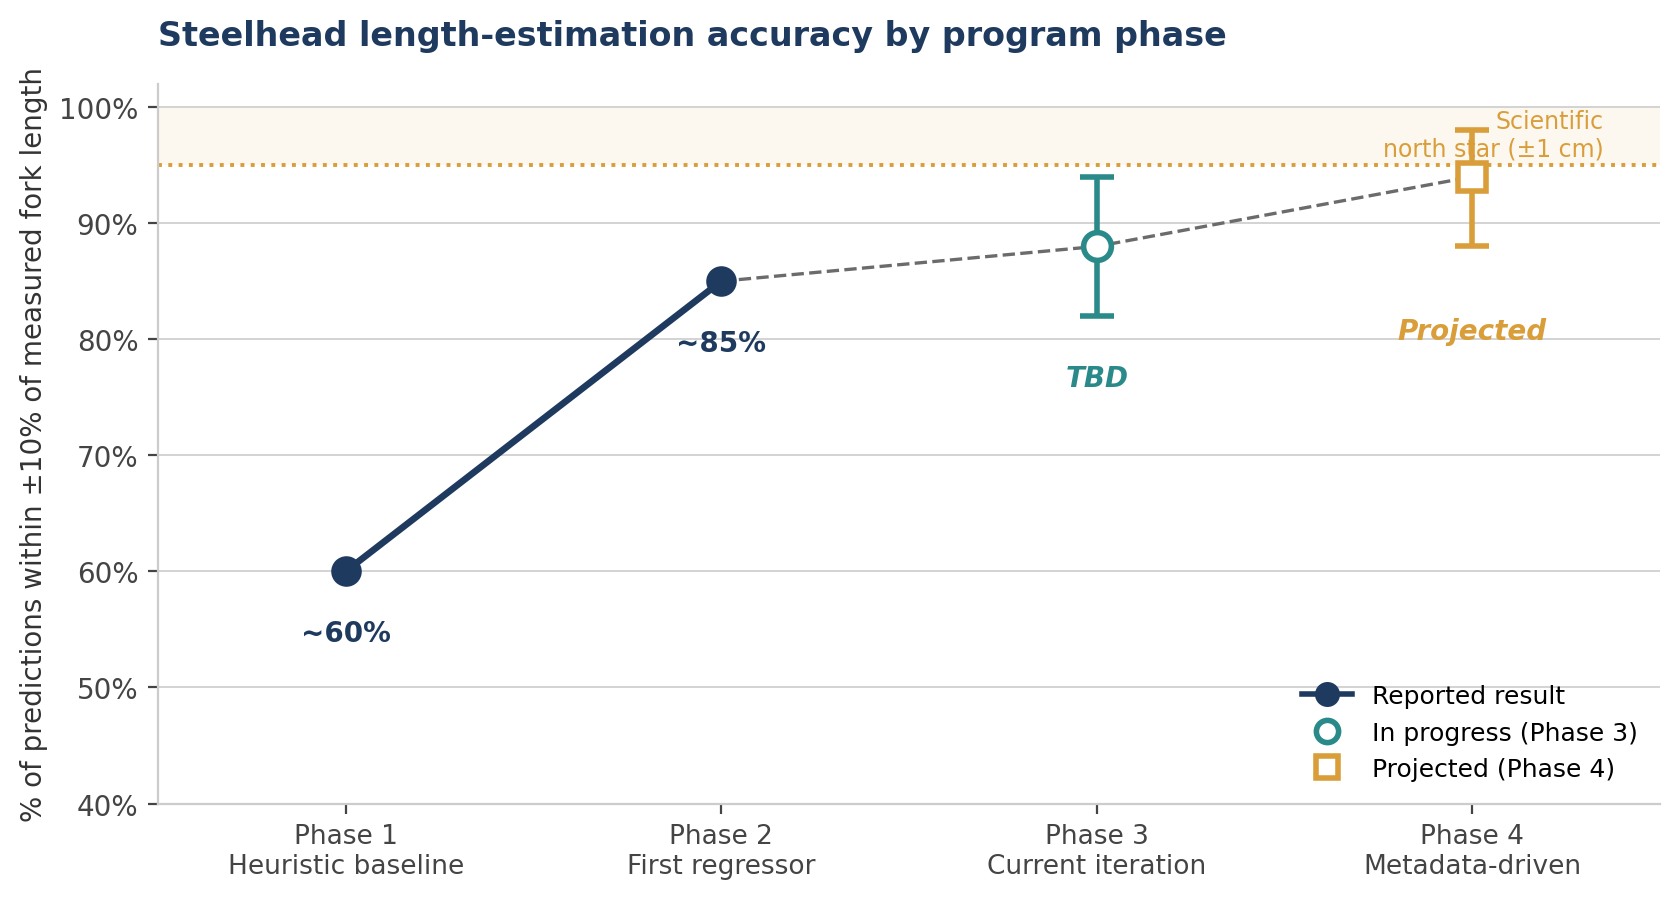 Steelhead length-estimation accuracy by program phase
% of predictions within ±10% of measured fork length
100%
90%
80%
70%
60%
50%
40%
Scientific
north star (±1 cm)
~60%
~85%
TBD
Projected
Reported result
In progress (Phase 3)
Projected (Phase 4)
Phase 1
Heuristic baseline
Phase 2
First regressor
Phase 3
Current iteration
Phase 4
Metadata-driven